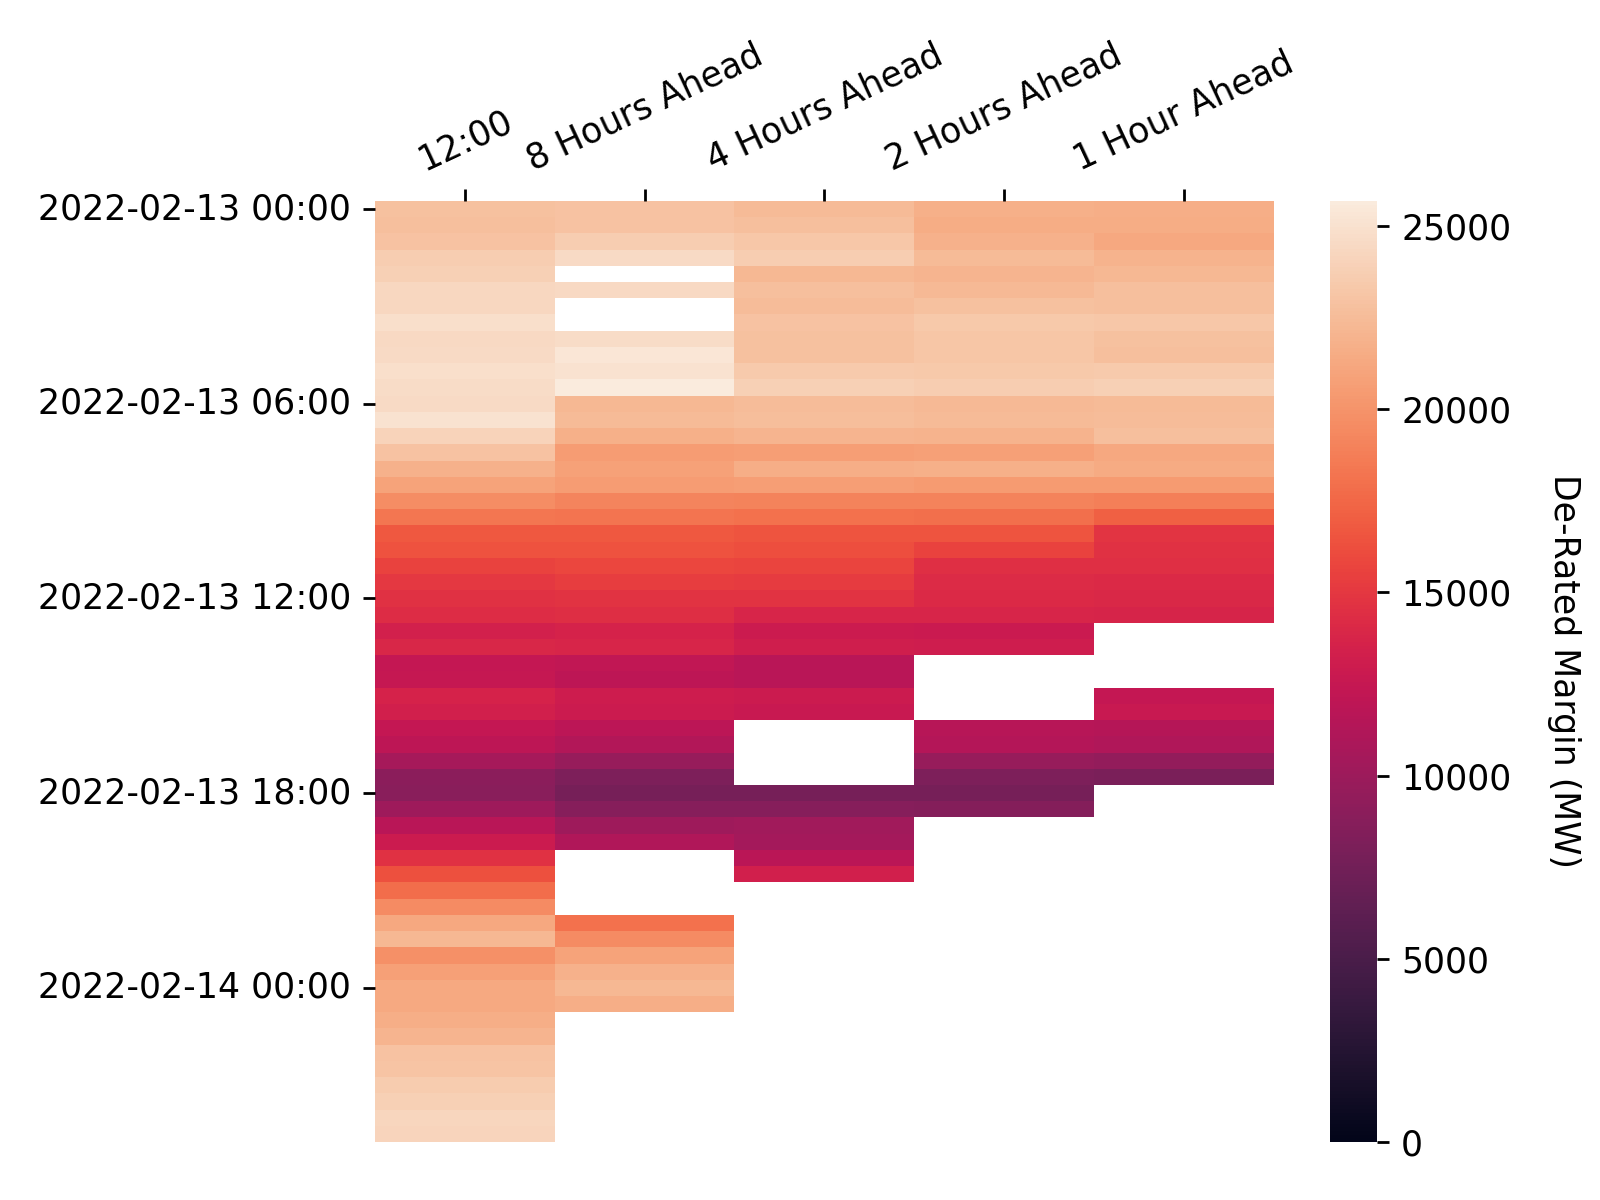 12:00
8 Hours Ahead
4 Hours Ahead
2 Hours Ahead
1 Hour Ahead
2022-02-13 00:00
2022-02-13 06:00
2022-02-13 12:00
2022-02-13 18:00
2022-02-14 00:00
25000
20000
15000
10000
5000
0
De-Rated Margin (MW)